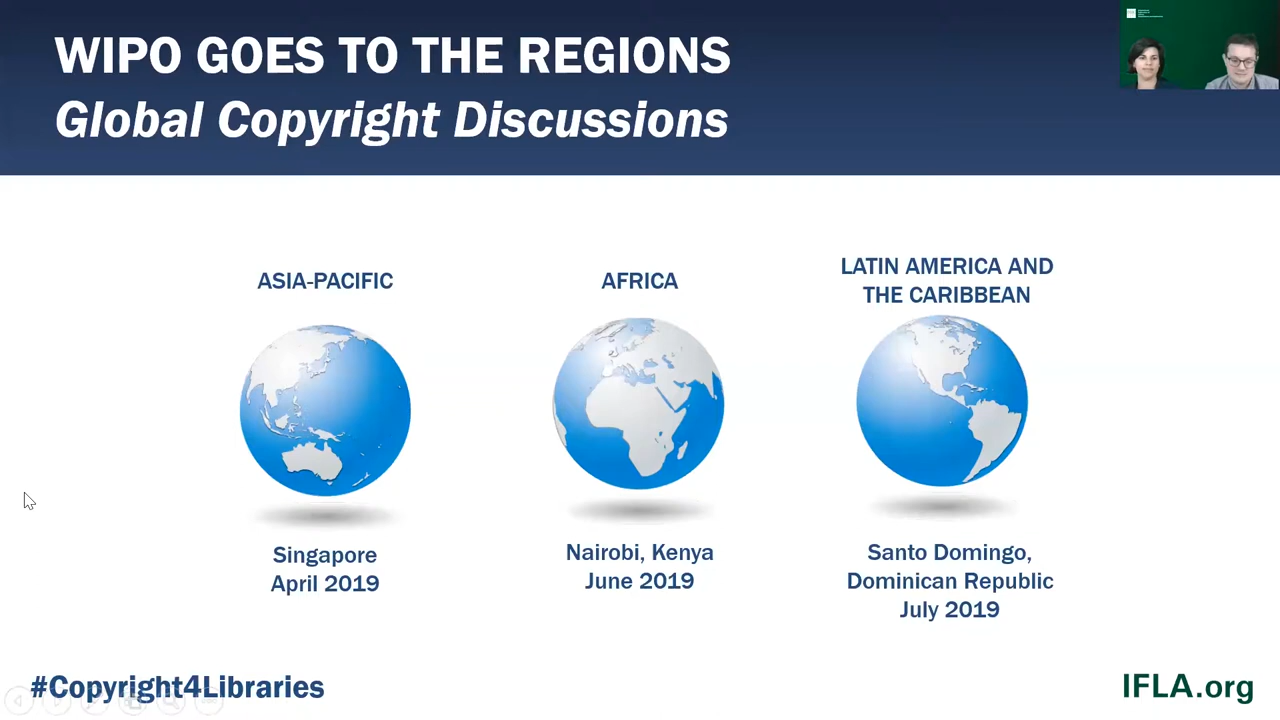 WIPO GOES TO THE REGIONS
Global Copyright Discussions
ASIA-PACIFIC
AFRICA
LATIN AMERICA AND
THE CARIBBEAN
Singapore
April 2019
Nairobi, Kenya
June 2019
Santo Domingo,
Dominican Republic
July 2019
#Copyright4Libraries
IFLA.org